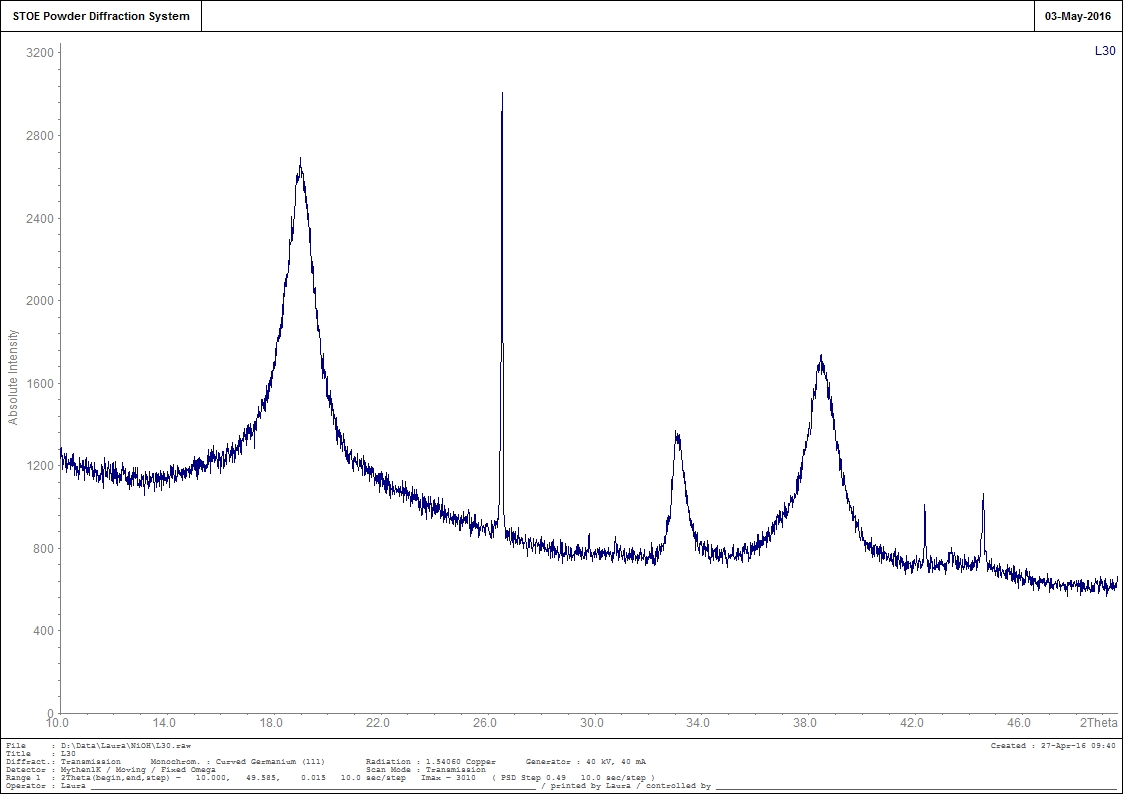 STOE Powder Diffraction System 03-May-2016
L30
3200
2800
2400
2000
1600
1200
800
400
0
Absolute Intensity
10.0 14.0 18.0 22.0 26.0 30.0 34.0 38.0 42.0 46.0 2Theta
File : D:\Data\Laura\NiOH\L30.raw Created : 27-Apr-16 09:40
Title : L30
Diffract.: Transmission Monochrom. : Curved Germanium (111) Radiation : 1.54060 Copper Generator : 40 kV, 40 mA
Detector : Mythen1K / Moving / Fixed Omega Scan Mode : Transmission
Range 1 : 2Theta(begin,end,step) = 10.000, 49.585, 0.015 10.0 sec/step Imax = 3010 ( PSD Step 0.49 10.0 sec/step )
Operator : Laura / printed by Laura / controlled by